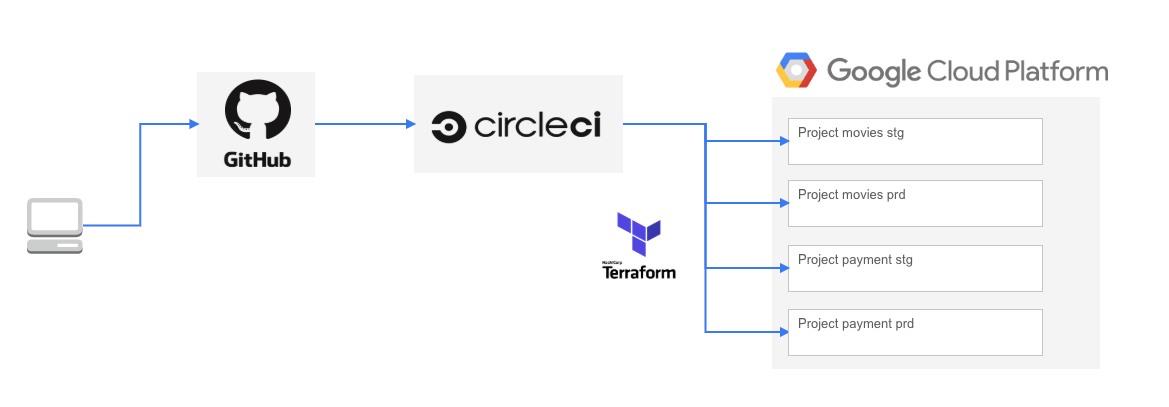 Google Cloud Platform
GitHub
circleci
Project movies stg
Project movies prd
HashiCorp
Terraform
Project payment stg
Project payment prd